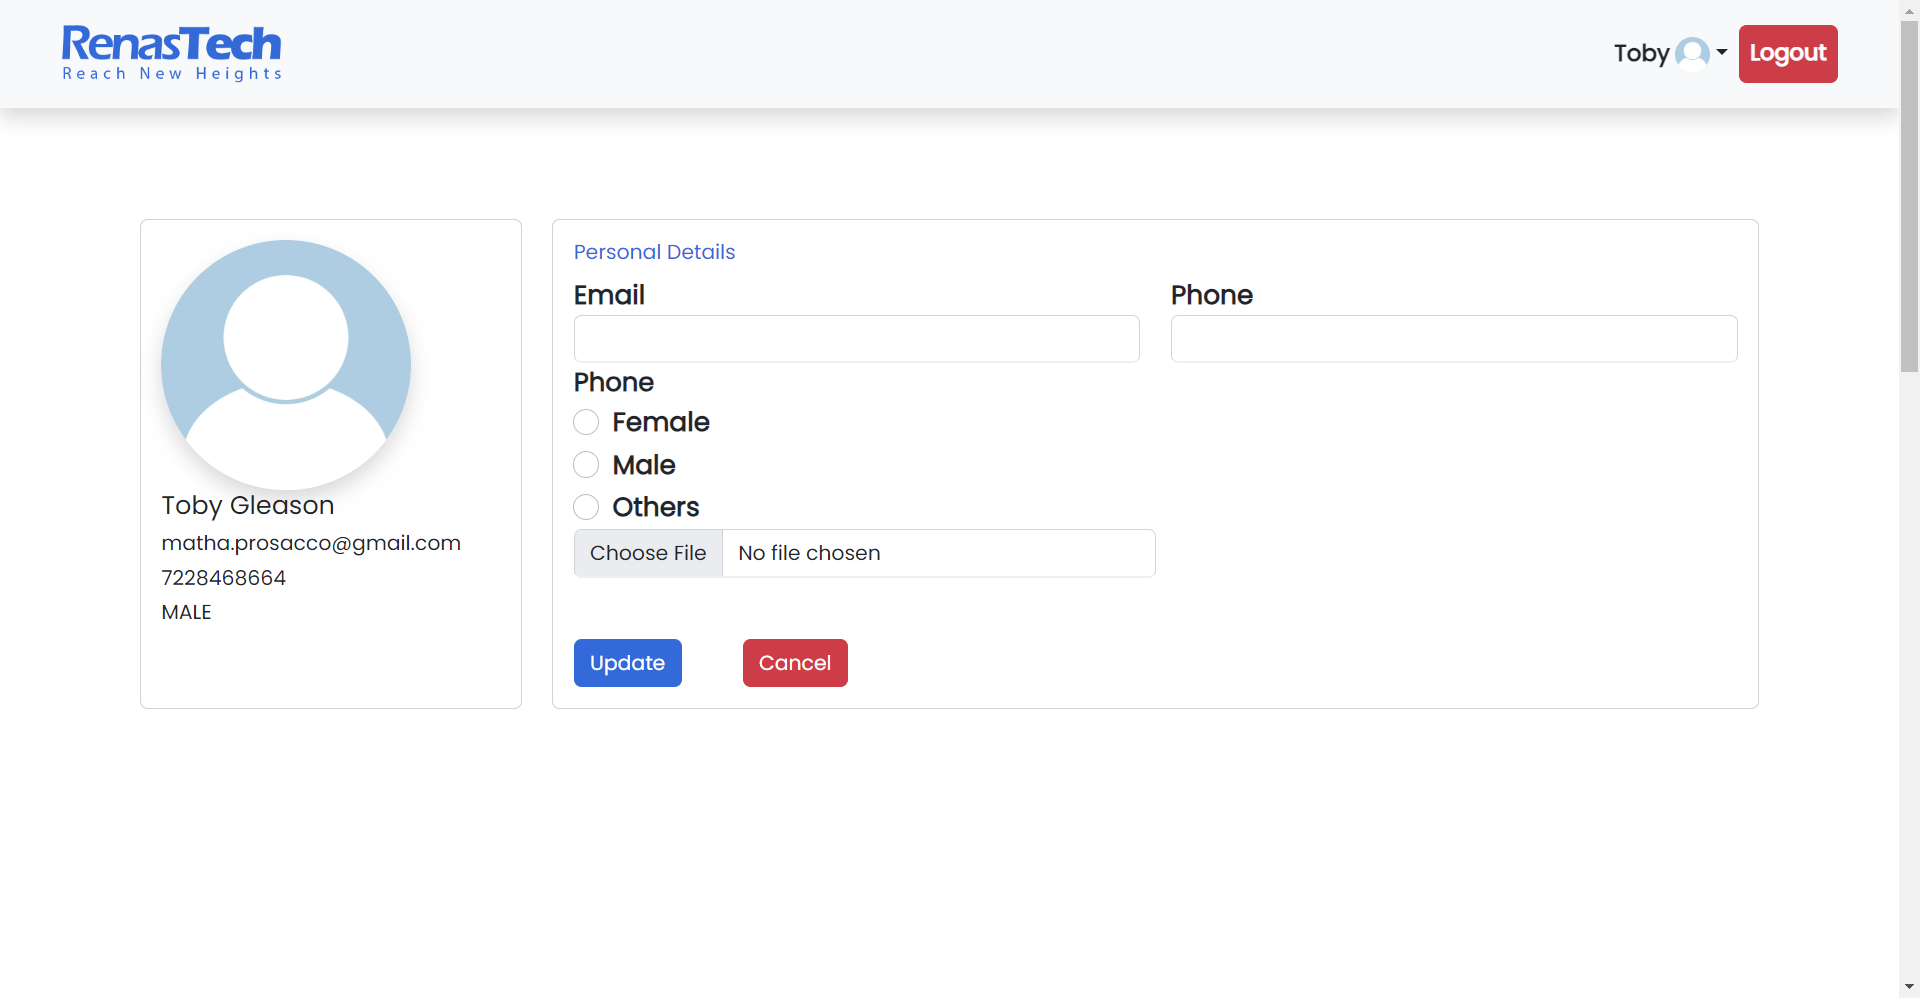 RenasTech
Reach New Heights
Toby
Logout
Toby Gleason
matha.prosacco@gmail.com
7228468664
MALE
Personal Details
Email
Phone
Phone
Female
Male
Others
Choose File No file chosen
Update
Cancel